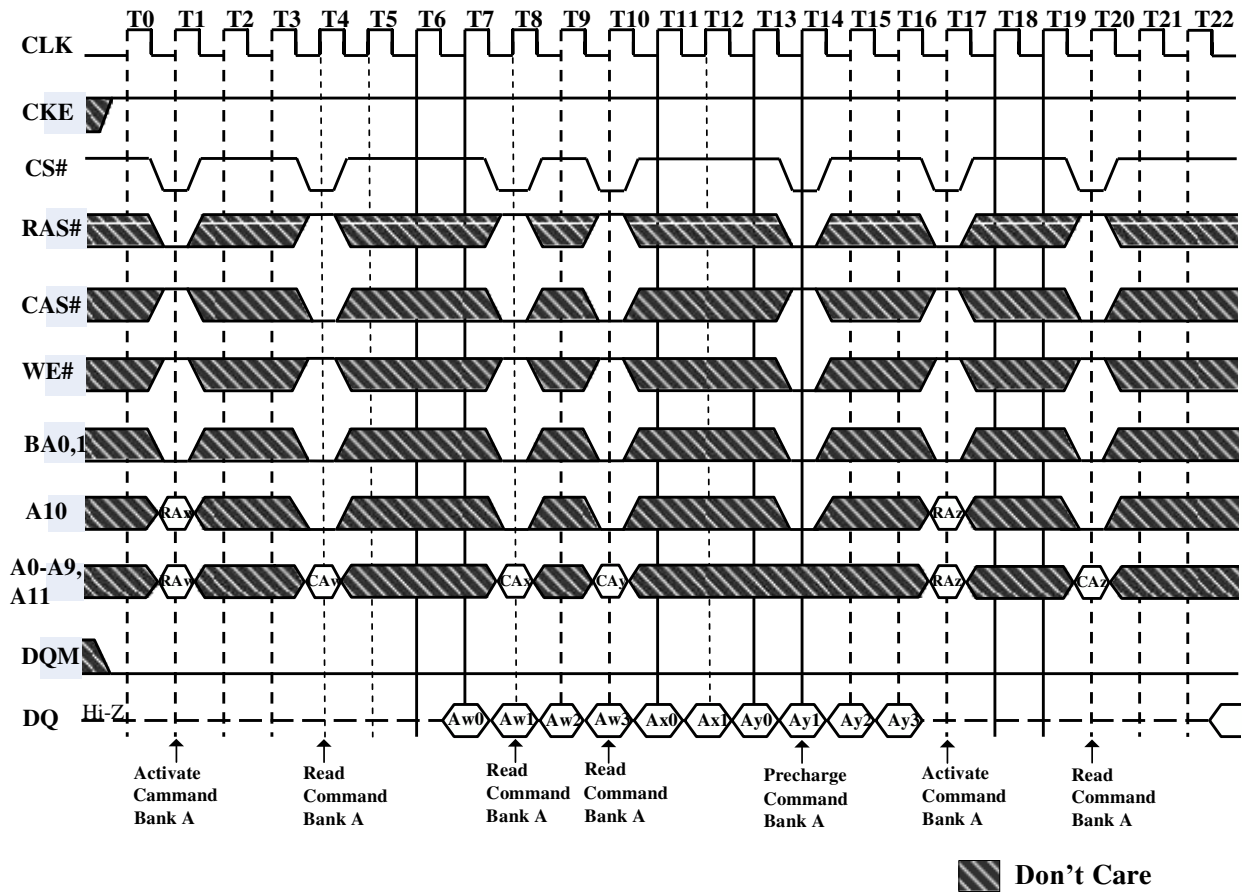 T0 T1 T2 T3 T4 T5 T6 T7 T8 T9 T10 T11 T12 T13 T14 T15 T16 T17 T18 T19 T20 T21 T22
CLK
CKE
CS#
RAS#
CAS#
WE#
BA0,1
A10 RAx RAz
A0-A9,
A11
RAw CAw CAx CAy RAz CAz
DQM
DQ Hi-Z Aw0 Aw1 Aw2 Aw3 Ax0 Ax1 Ay0 Ay1 Ay2 Ay3
Activate
Cammand
Bank A
Read
Command
Bank A
Read
Command
Bank A
Read
Command
Bank A
Precharge
Command
Bank A
Activate
Command
Bank A
Read
Command
Bank A
Don't Care